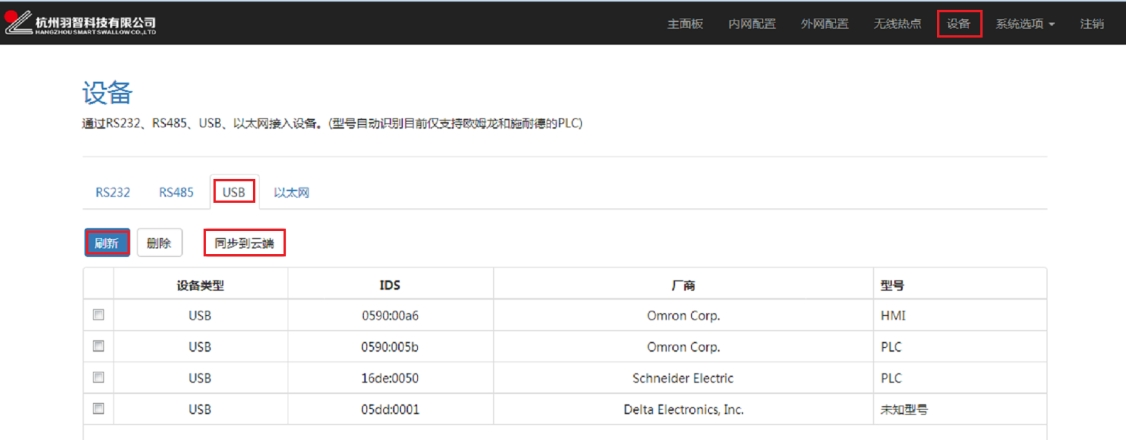 杭州羽智科技有限公司
HANGZHOU SMART SWALLOW CO.,LTD
主面板 内网配置 外网配置 无线热点 设备 系统选项 注销
设备
通过RS232、RS485、USB、以太网接入设备。(型号自动识别目前仅支持欧姆龙和施耐德的PLC)
RS232 RS485 USB 以太网
刷新 删除 同步到云端
设备类型 IDS 厂商 型号
USB 0590:00a6 Omron Corp. HMI
USB 0590:005b Omron Corp. PLC
USB 16de:0050 Schneider Electric PLC
USB 05dd:0001 Delta Electronics, Inc. 未知型号